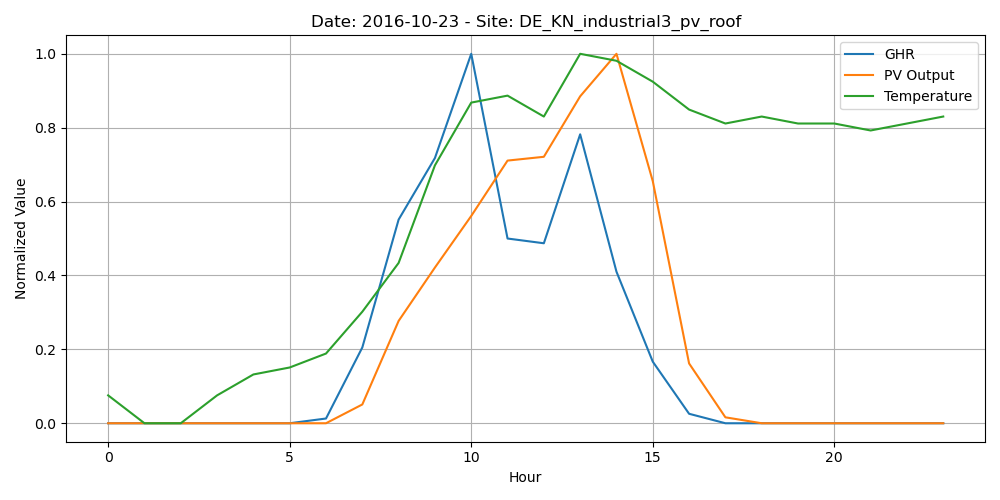 Date: 2016-10-23 - Site: DE_KN_industrial3_pv_roof
GHR
PV Output
Temperature
Normalized Value
1.0
0.8
0.6
0.4
0.2
0.0
0 5 10 15 20
Hour